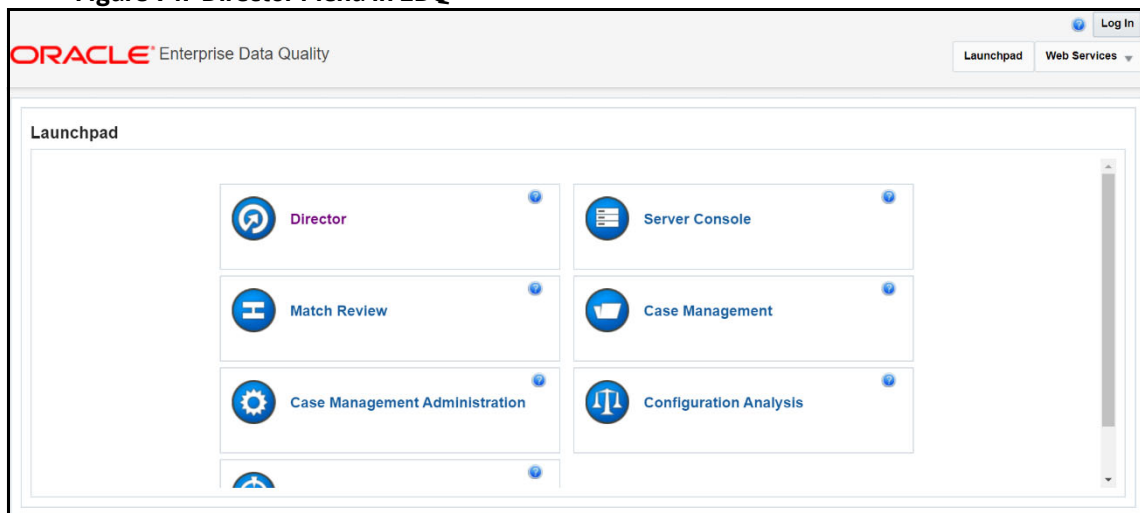 Log In
ORACLE Enterprise Data Quality
Launchpad Web Services
Launchpad
Director
Server Console
Match Review
Case Management
Case Management Administration
Configuration Analysis